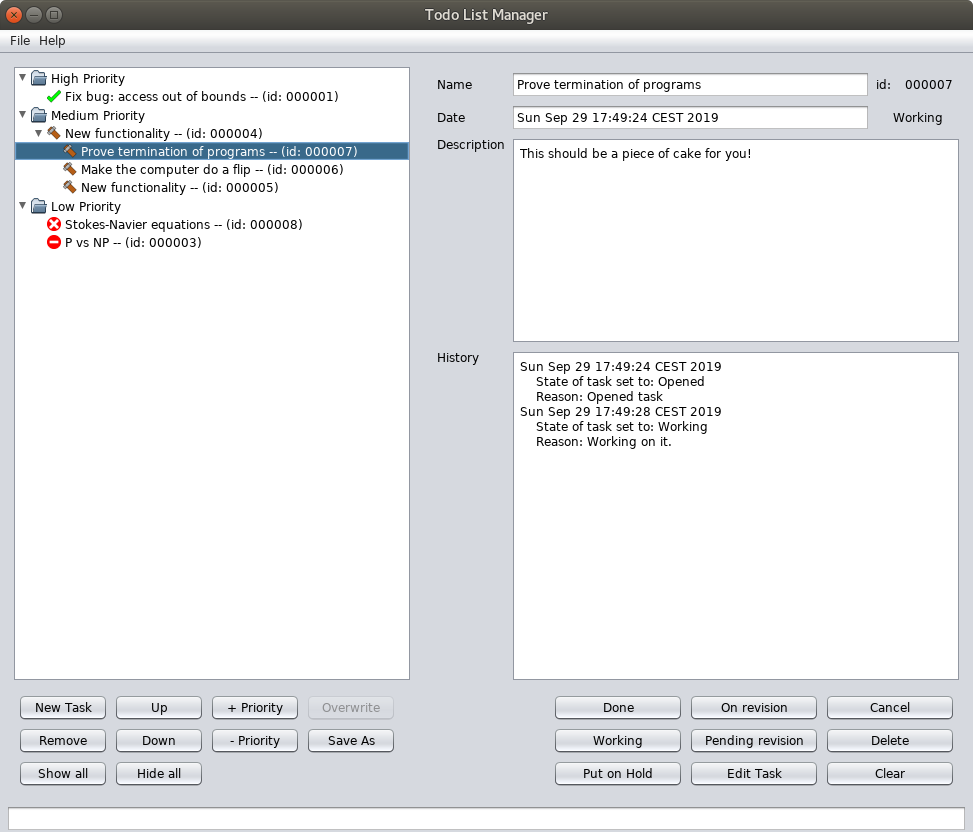 Todo List Manager
File Help
High Priority
Fix bug: access out of bounds -- (id: 000001)
Medium Priority
New functionality -- (id: 000004)
Prove termination of programs -- (id: 000007)
Make the computer do a flip -- (id: 000006)
New functionality -- (id: 000005)
Low Priority
Stokes-Navier equations -- (id: 000008)
P vs NP -- (id: 000003)
Name Prove termination of programs id: 000007
Date Sun Sep 29 17:49:24 CEST 2019 Working
Description This should be a piece of cake for you!
History
Sun Sep 29 17:49:24 CEST 2019
State of task set to: Opened
Reason: Opened task
Sun Sep 29 17:49:28 CEST 2019
State of task set to: Working
Reason: Working on it.
New Task Up + Priority Overwrite
Remove Down - Priority Save As
Show all Hide all
Done On revision Cancel
Working Pending revision Delete
Put on Hold Edit Task Clear